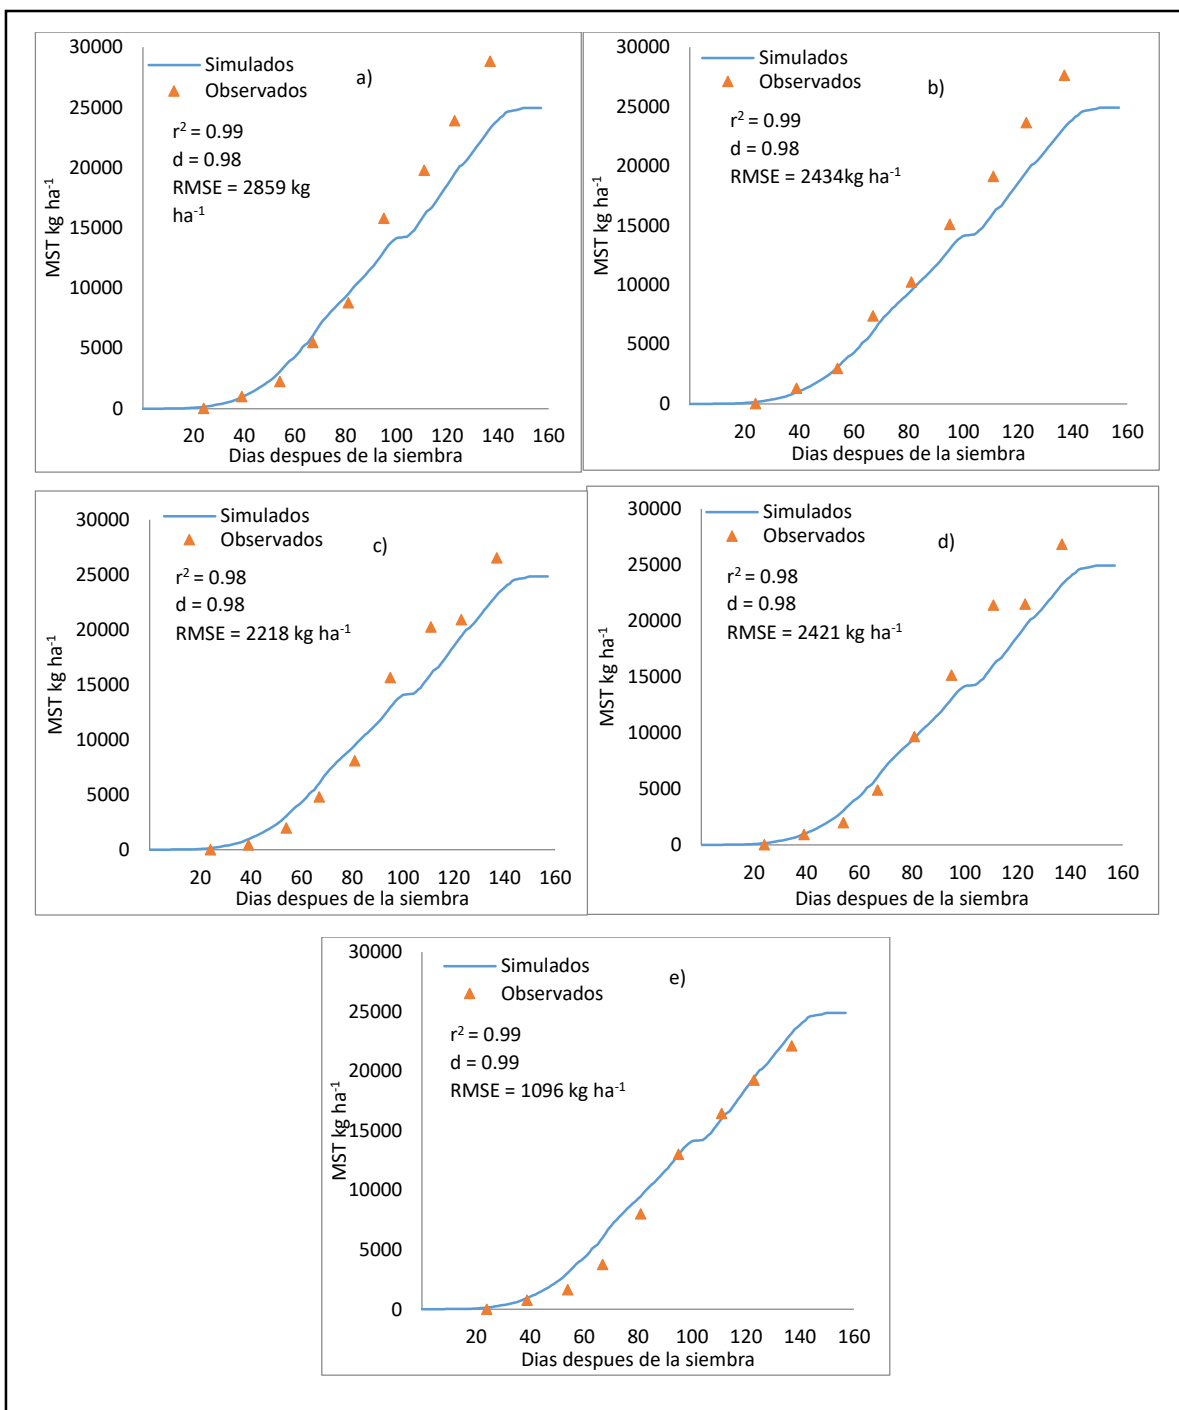 30000
25000
20000
15000
10000
5000
0
MST kg ha-1
Simulados
Observados
a)
r2 = 0.99
d = 0.98
RMSE = 2859 kg
ha-1
20 40 60 80 100 120 140 160
Dias despues de la siembra
30000
25000
20000
15000
10000
5000
0
MST kg ha-1
Simulados
Observados
b)
r2 = 0.99
d = 0.98
RMSE = 2434kg ha-1
20 40 60 80 100 120 140 160
Dias despues de la siembra
30000
25000
20000
15000
10000
5000
0
MST kg ha-1
Simulados
Observados
c)
r2 = 0.98
d = 0.98
RMSE = 2218 kg ha-1
20 40 60 80 100 120 140 160
Dias despues de la siembra
30000
25000
20000
15000
10000
5000
0
MST kg ha-1
Simulados
Observados
d)
r2 = 0.98
d = 0.98
RMSE = 2421 kg ha-1
20 40 60 80 100 120 140 160
Dias despues de la siembra
30000
25000
20000
15000
10000
5000
0
MST kg ha-1
Simulados
Observados
e)
r2 = 0.99
d = 0.99
RMSE = 1096 kg ha-1
20 40 60 80 100 120 140 160
Dias despues de la siembra